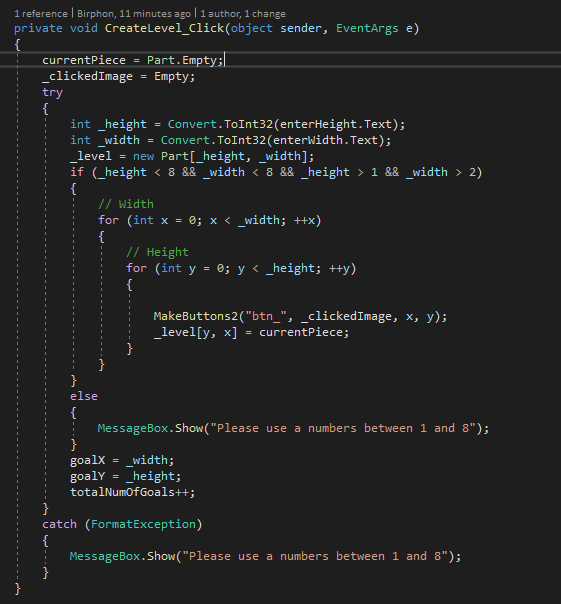 1 reference | Birphon, 11 minutes ago | 1 author, 1 change
private void CreateLevel_Click(object sender, EventArgs e)
{
    currentPiece = Part.Empty;
    _clickedImage = Empty;
    try
    {
        int _height = Convert.ToInt32(enterHeight.Text);
        int _width = Convert.ToInt32(enterWidth.Text);
        _level = new Part[_height, _width];
        if (_height < 8 && _width < 8 && _height > 1 && _width > 2)
        {
            // Width
            for (int x = 0; x < _width; ++x)
            {
                // Height
                for (int y = 0; y < _height; ++y)
                {
                    MakeButtons2("btn_", _clickedImage, x, y);
                    _level[y, x] = currentPiece;
                }
            }
        }
        else
        {
            MessageBox.Show("Please use a numbers between 1 and 8");
        }
        goalX = _width;
        goalY = _height;
        totalNumOfGoals++;
    }
    catch (FormatException)
    {
        MessageBox.Show("Please use a numbers between 1 and 8");
    }
}